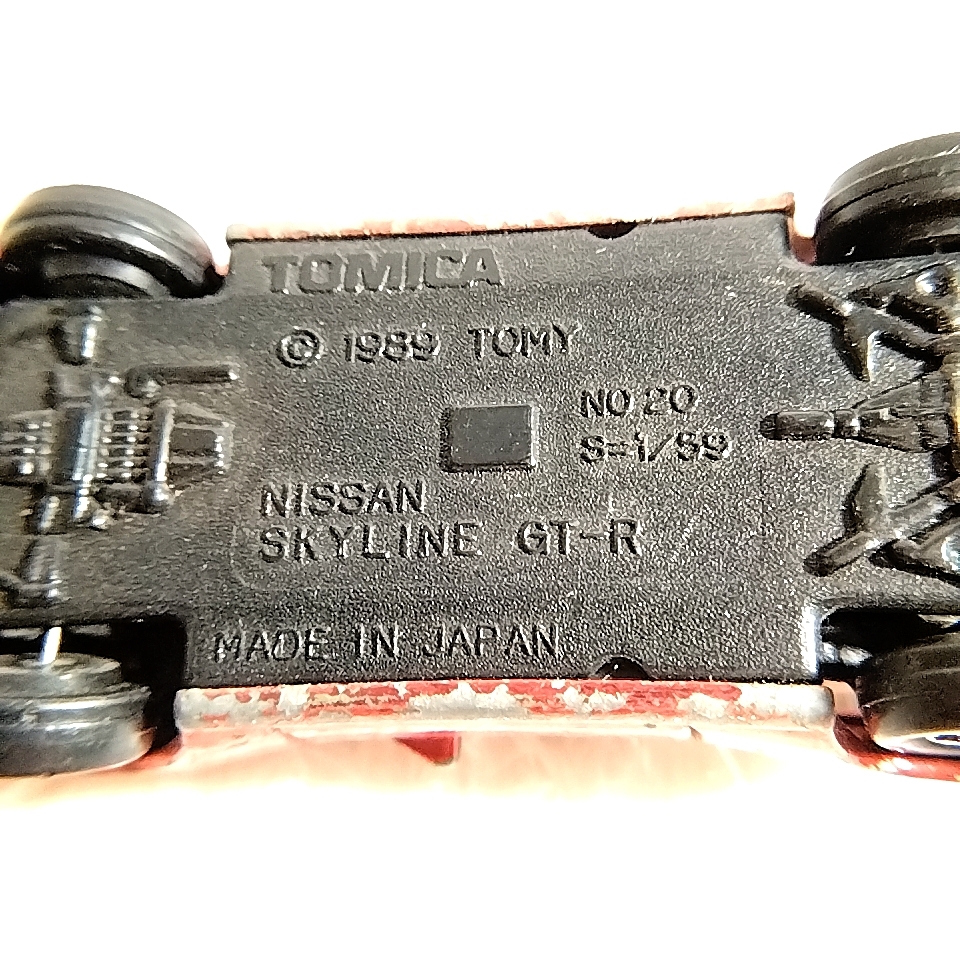 TOMICA
© 1989 TOMY
NO 20
S=1/59
NISSAN
SKYLINE GT-R
MADE IN JAPAN